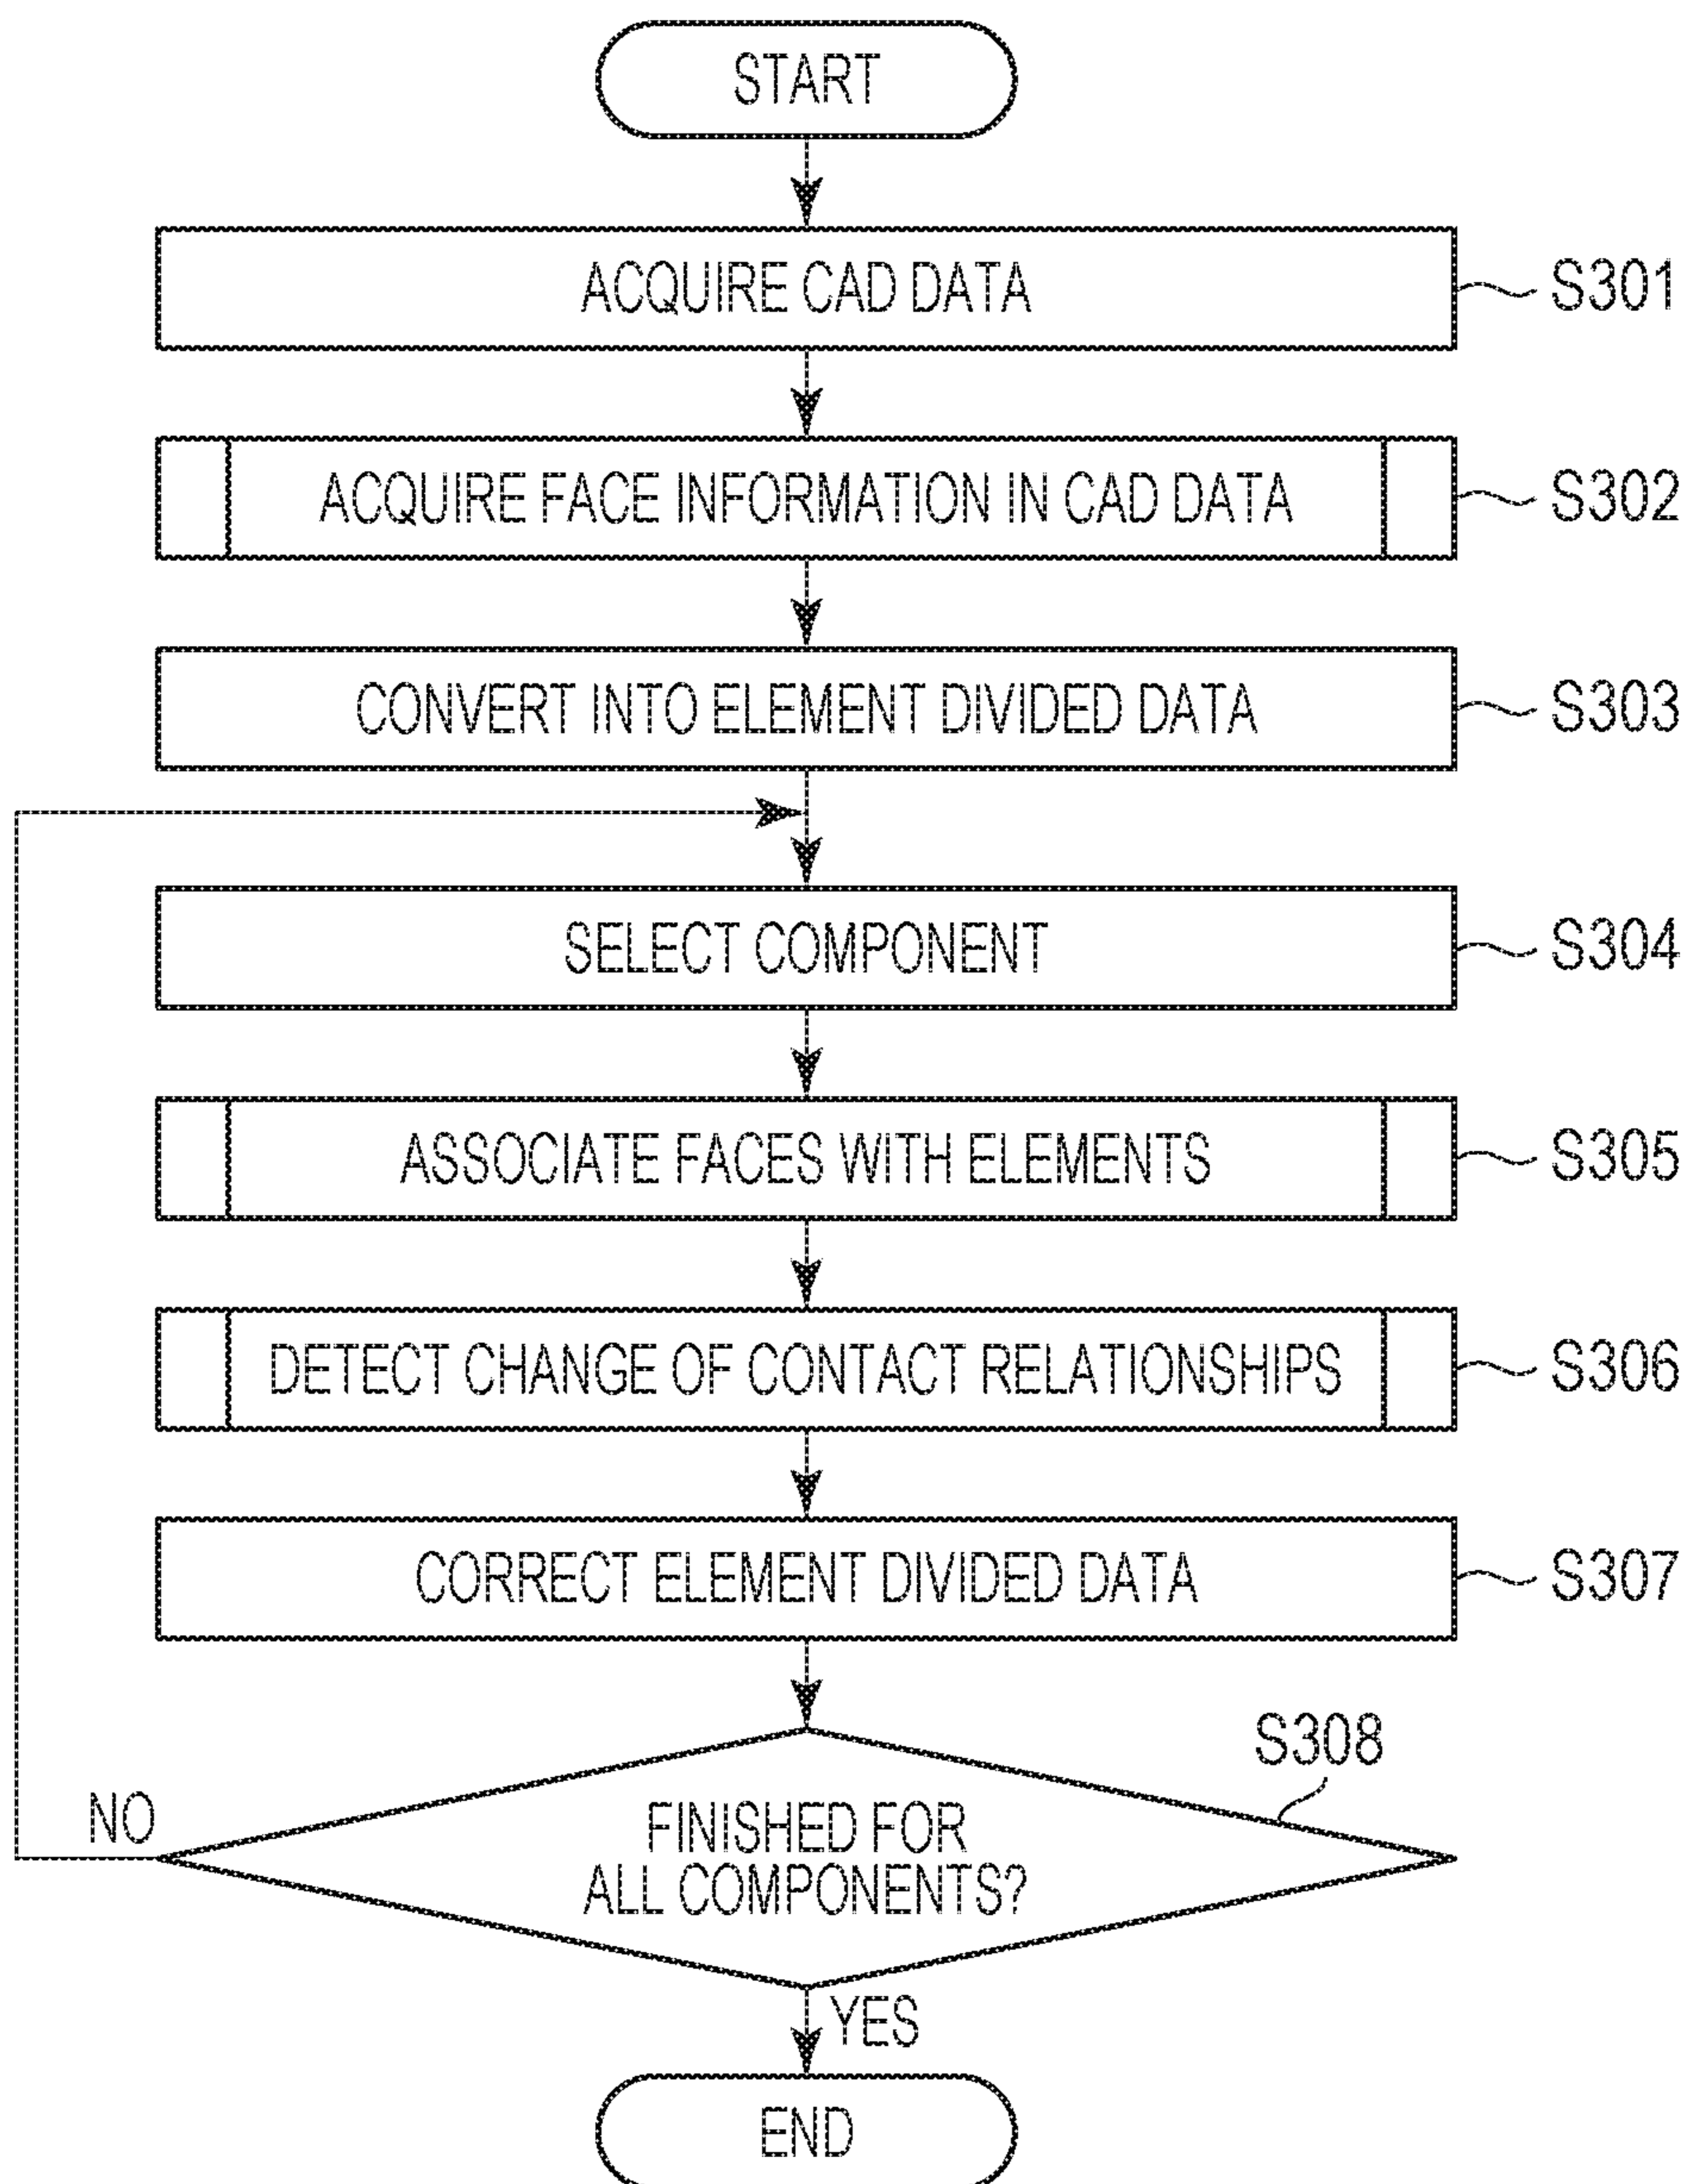 START
ACQUIRE CAD DATA
S301
ACQUIRE FACE INFORMATION IN CAD DATA
S302
CONVERT INTO ELEMENT DIVIDED DATA
S303
SELECT COMPONENT
S304
ASSOCIATE FACES WITH ELEMENTS
S305
DETECT CHANGE OF CONTACT RELATIONSHIPS
S306
CORRECT ELEMENT DIVIDED DATA
S307
S308
NO
FINISHED FOR
ALL COMPONENTS?
YES
END